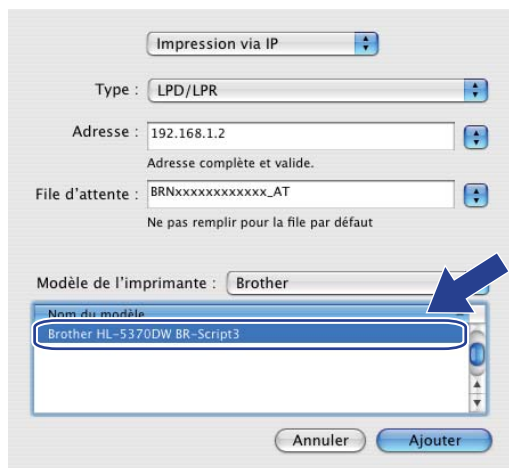 Impression via IP
Type : LPD/LPR
Adresse : 192.168.1.2
Adresse complète et valide.
File d'attente : BRNxxxxxxxxxxxx_AT
Ne pas remplir pour la file par défaut
Modèle de l'imprimante : Brother
Nom du modèle
Brother HL-5370DW BR-Script3
Annuler Ajouter